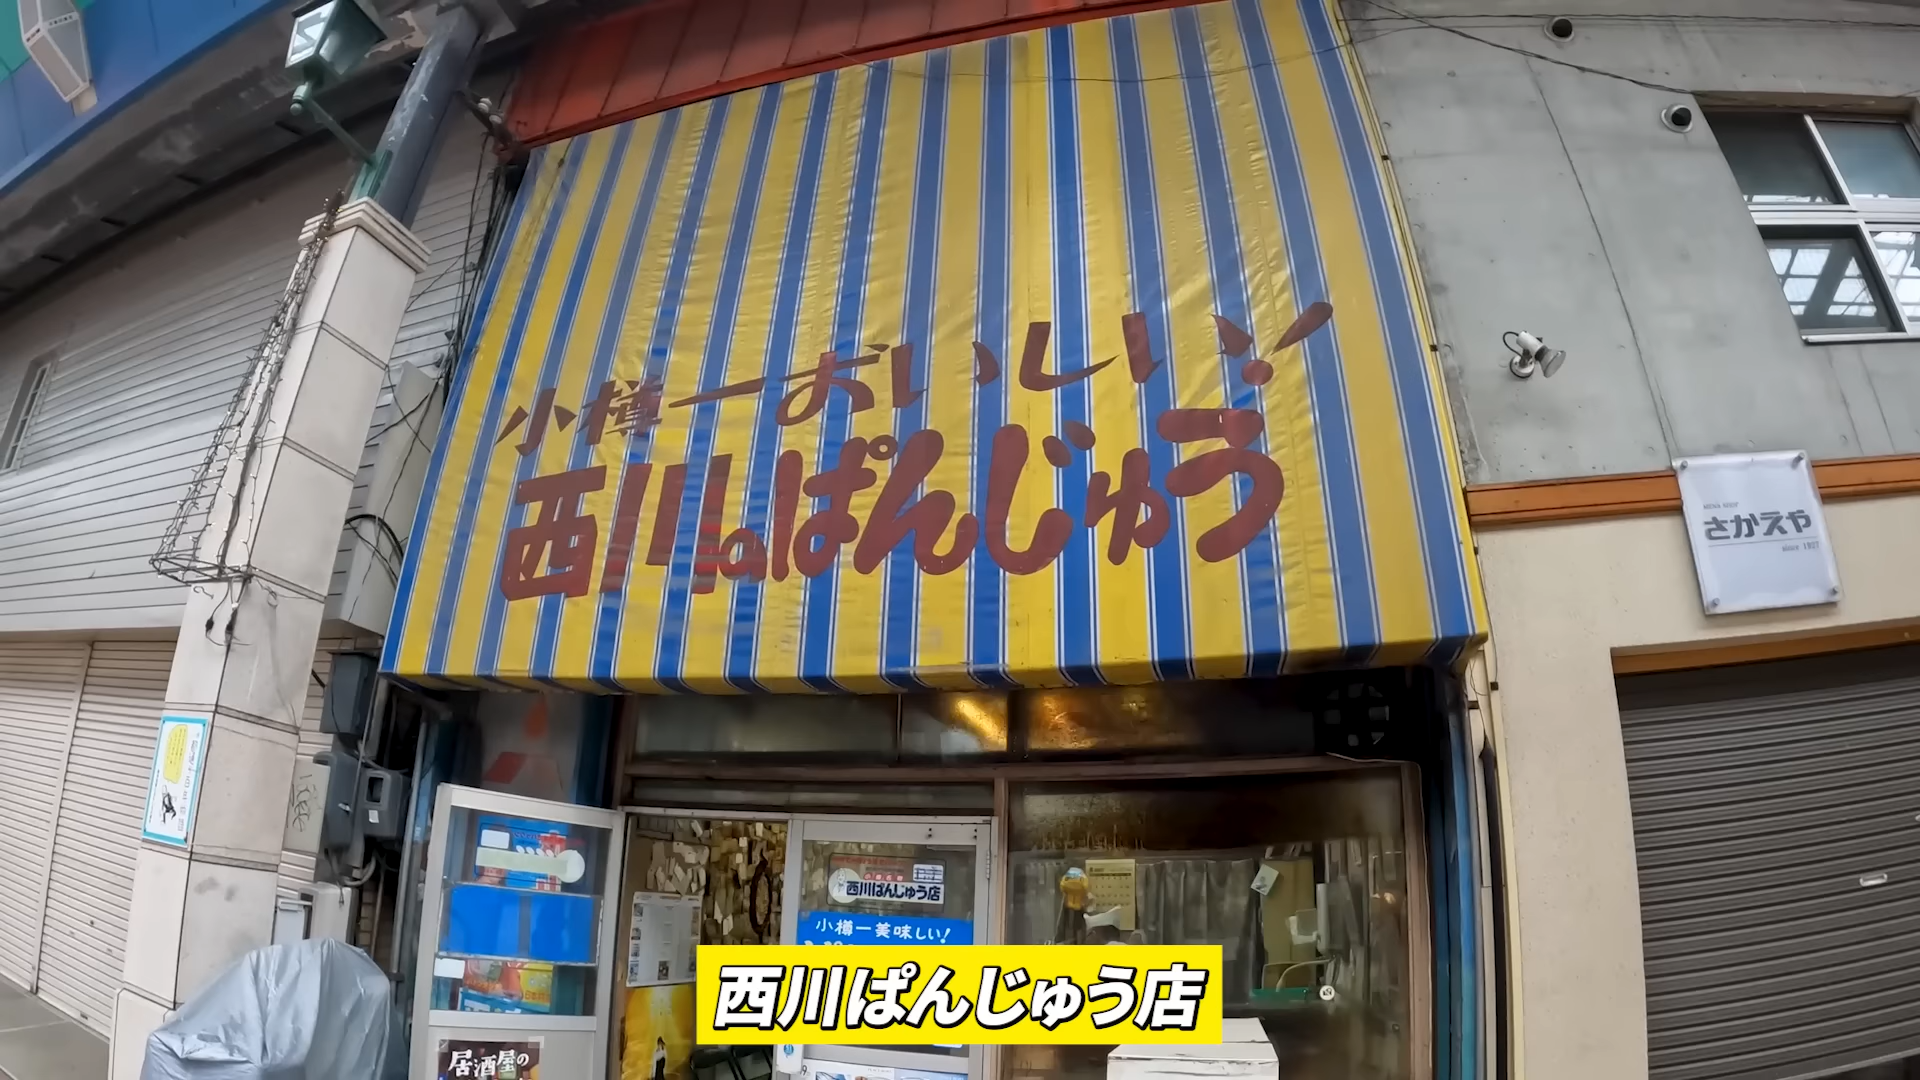 小樽一おいしい!
西川のぱんじゅう
さかえや
since 1927
西川ぱんじゅう店
小樽一美味しい!
居酒屋の
西川ぱんじゅう店